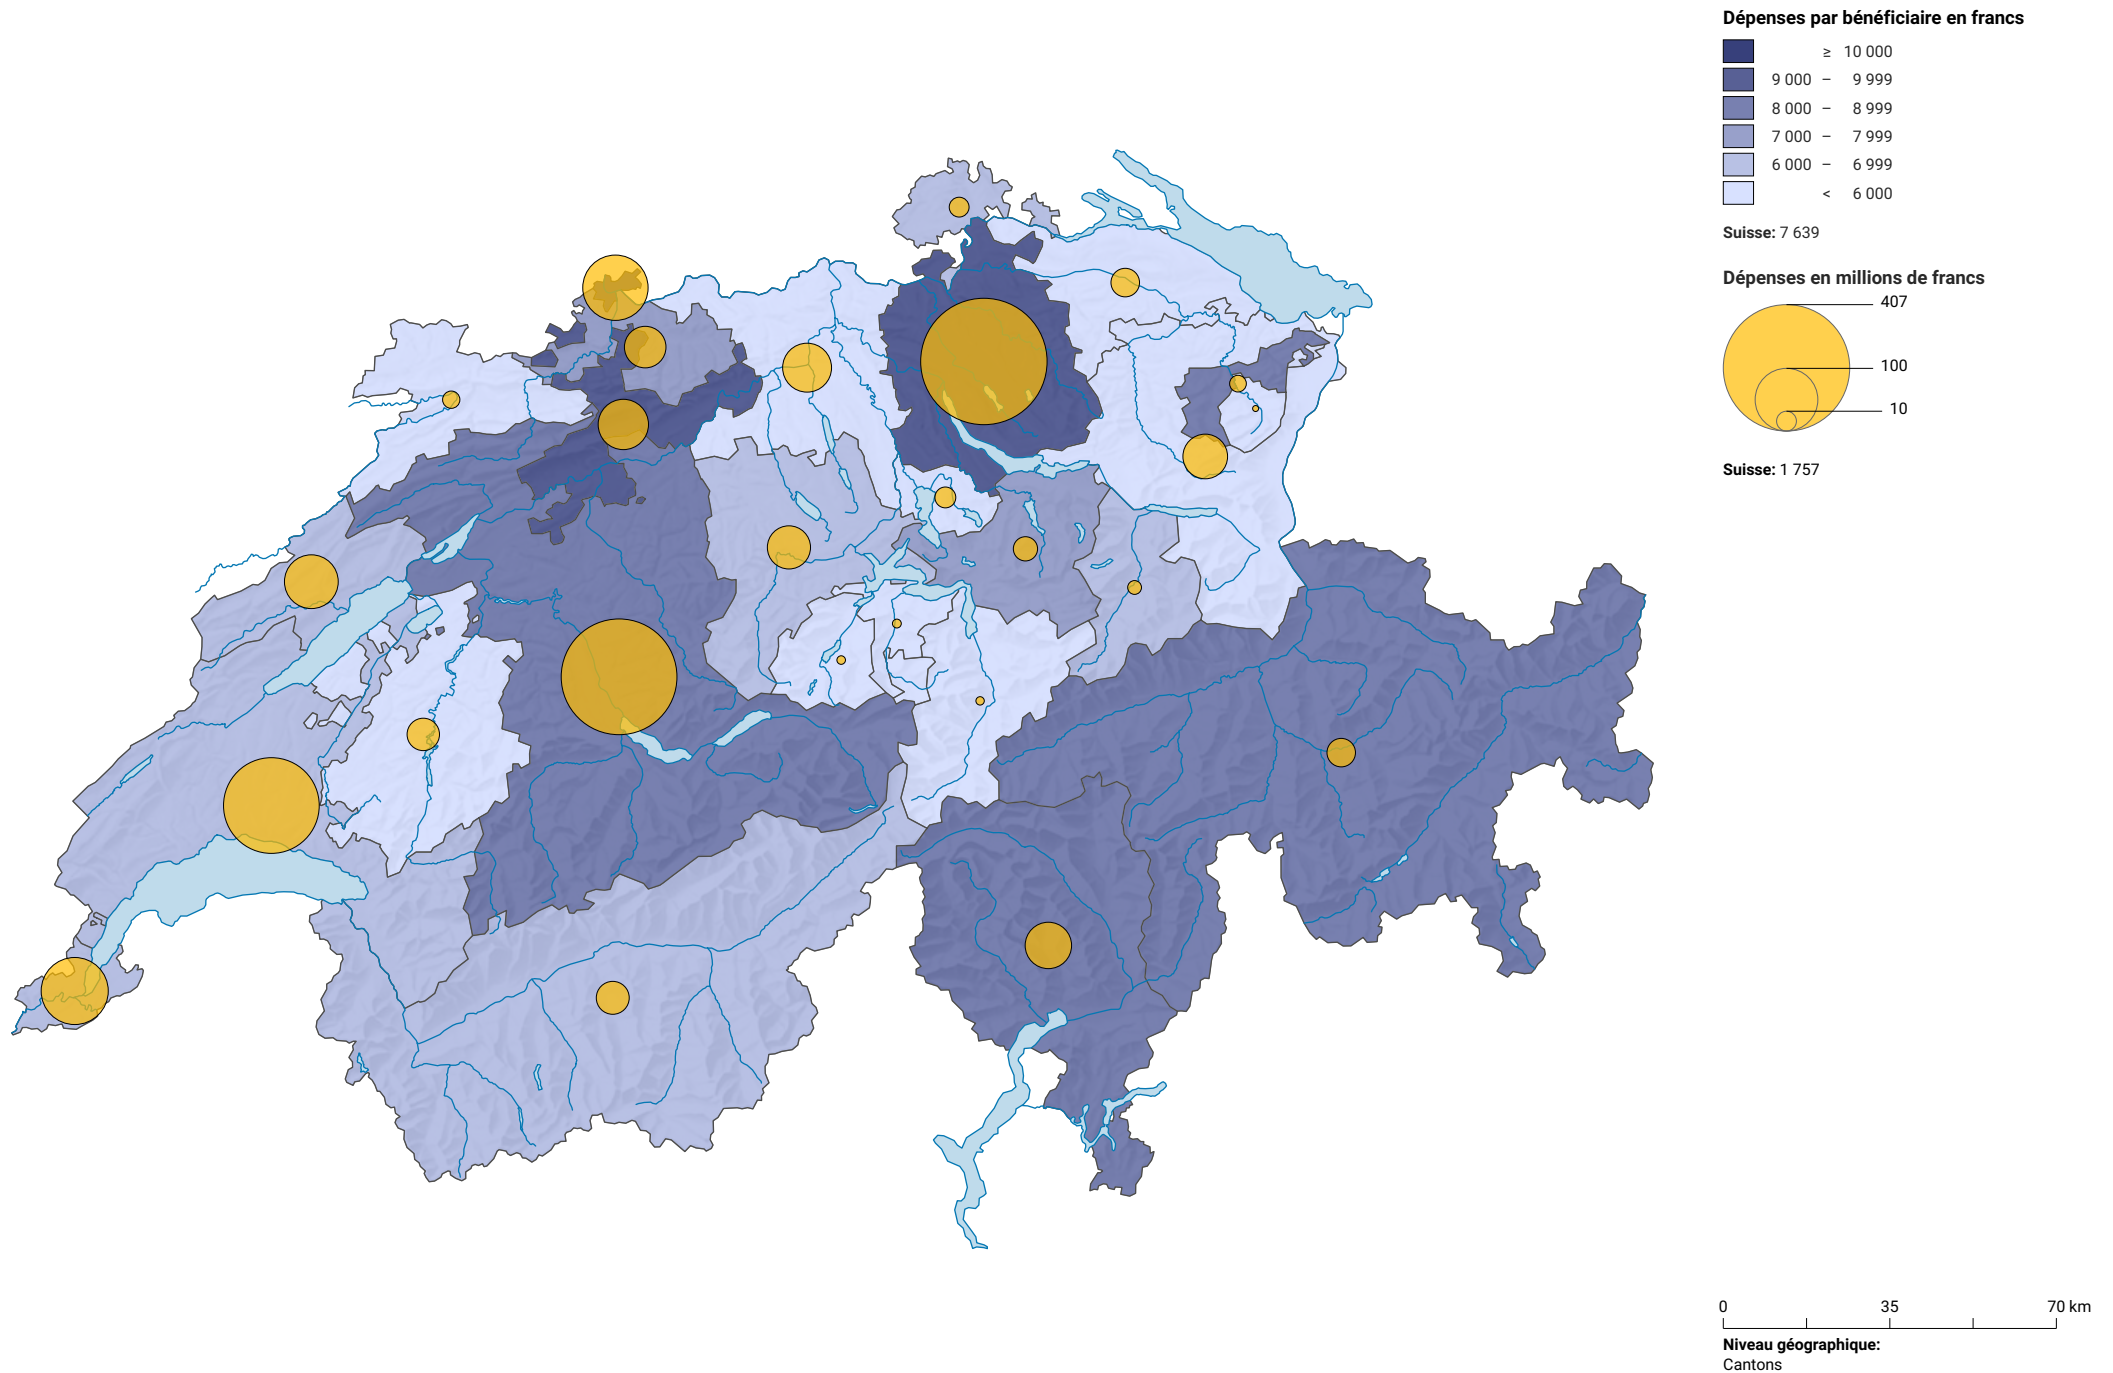 Dépenses par bénéficiaire en francs
≥ 10 000
9 000 – 9 999
8 000 – 8 999
7 000 – 7 999
6 000 – 6 999
< 6 000
Suisse: 7 639
Dépenses en millions de francs
407
100
10
Suisse: 1 757
0 35 70 km
Niveau géographique:
Cantons